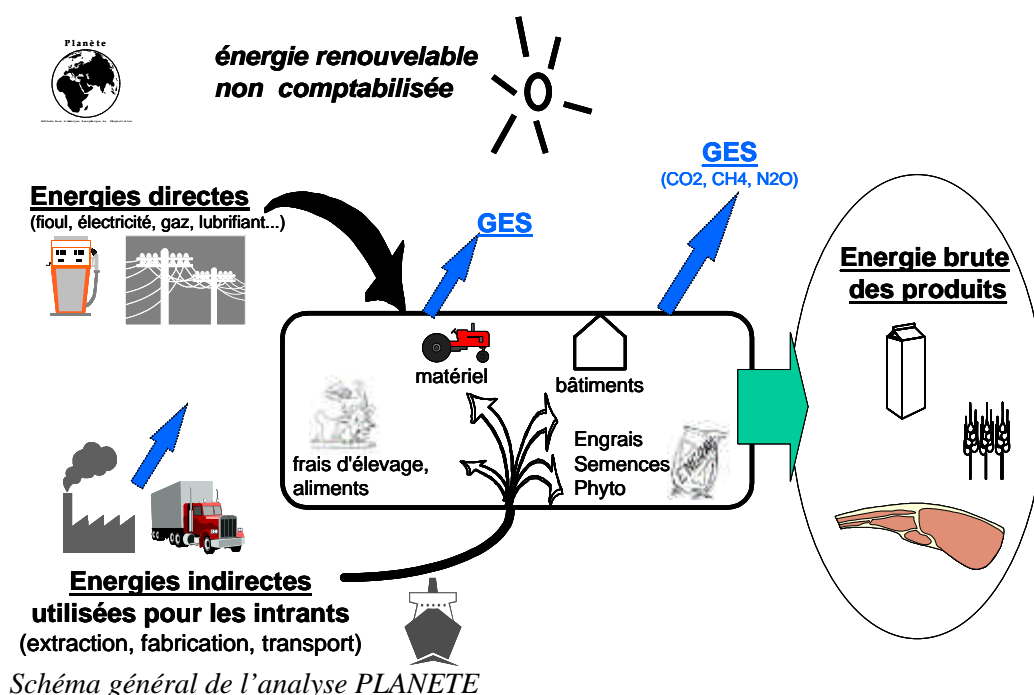 Planète
énergie renouvelable
non comptabilisée
GES
(CO2, CH4, N2O)
Energies directes
(fioul, électricité, gaz, lubrifiant...)
GES
Energie brute
des produits
matériel
bâtiments
frais d'élevage,
aliments
Engrais
Semences
Phyto
Energies indirectes
utilisées pour les intrants
(extraction, fabrication, transport)
Schéma général de l'analyse PLANETE